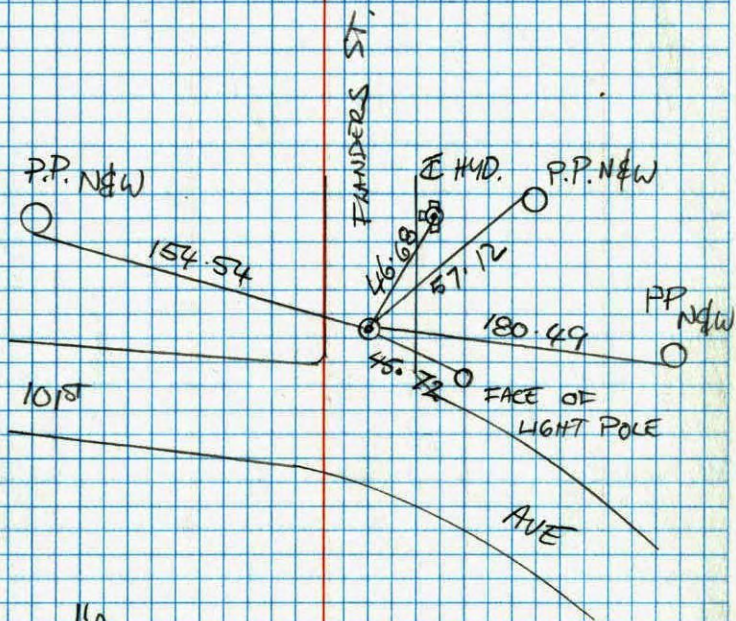 FLANDERS ST.
P.P. N&W
℄ HYD.
P.P. N&W
154.54
46.68
57.12
PP N&W
180.49
45.72
101ST
FACE OF
LIGHT POLE
AVE